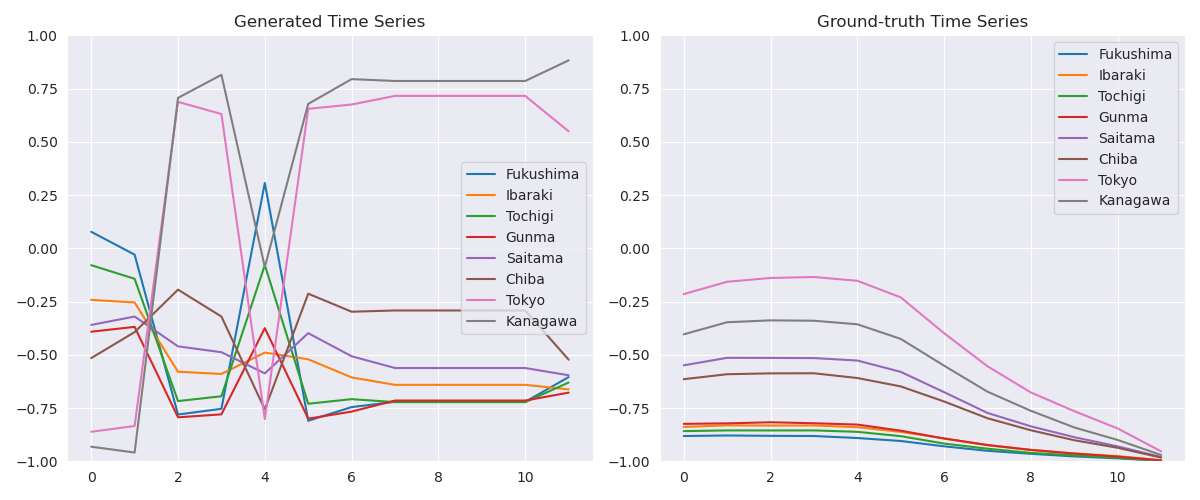 Generated Time Series
1.00
0.75
0.50
0.25
0.00
−0.25
−0.50
−0.75
−1.00
0 2 4 6 8 10
Fukushima
Ibaraki
Tochigi
Gunma
Saitama
Chiba
Tokyo
Kanagawa
Ground-truth Time Series
1.00
0.75
0.50
0.25
0.00
−0.25
−0.50
−0.75
−1.00
0 2 4 6 8 10
Fukushima
Ibaraki
Tochigi
Gunma
Saitama
Chiba
Tokyo
Kanagawa